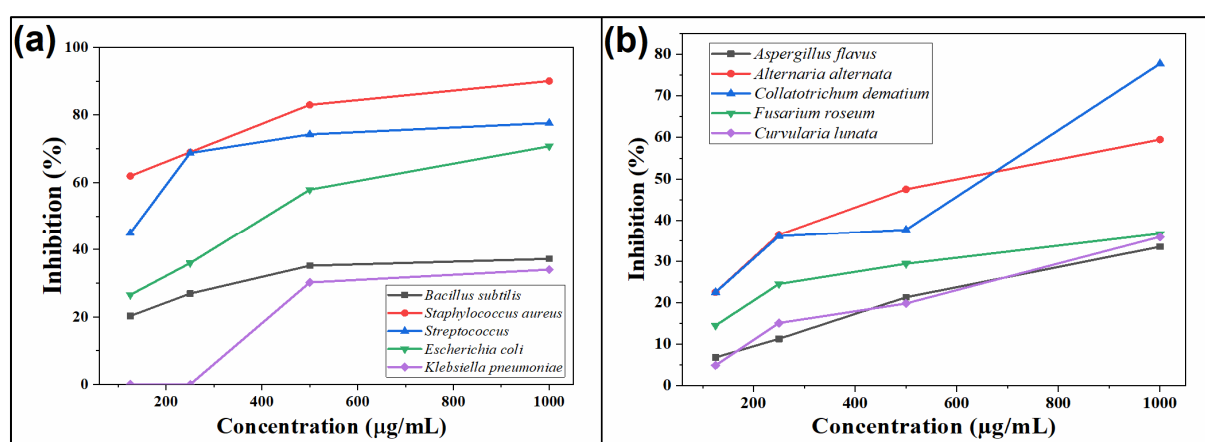 (a)
100
80
60
40
20
0
Inhibition (%)
Bacillus subtilis
Staphylococcus aureus
Streptococcus
Escherichia coli
Klebsiella pneumoniae
200 400 600 800 1000
Concentration (μg/mL)
(b)
80
70
60
50
40
30
20
10
0
Inhibition (%)
Aspergillus flavus
Alternaria alternata
Collatotrichum dematium
Fusarium roseum
Curvularia lunata
200 400 600 800 1000
Concentration (μg/mL)